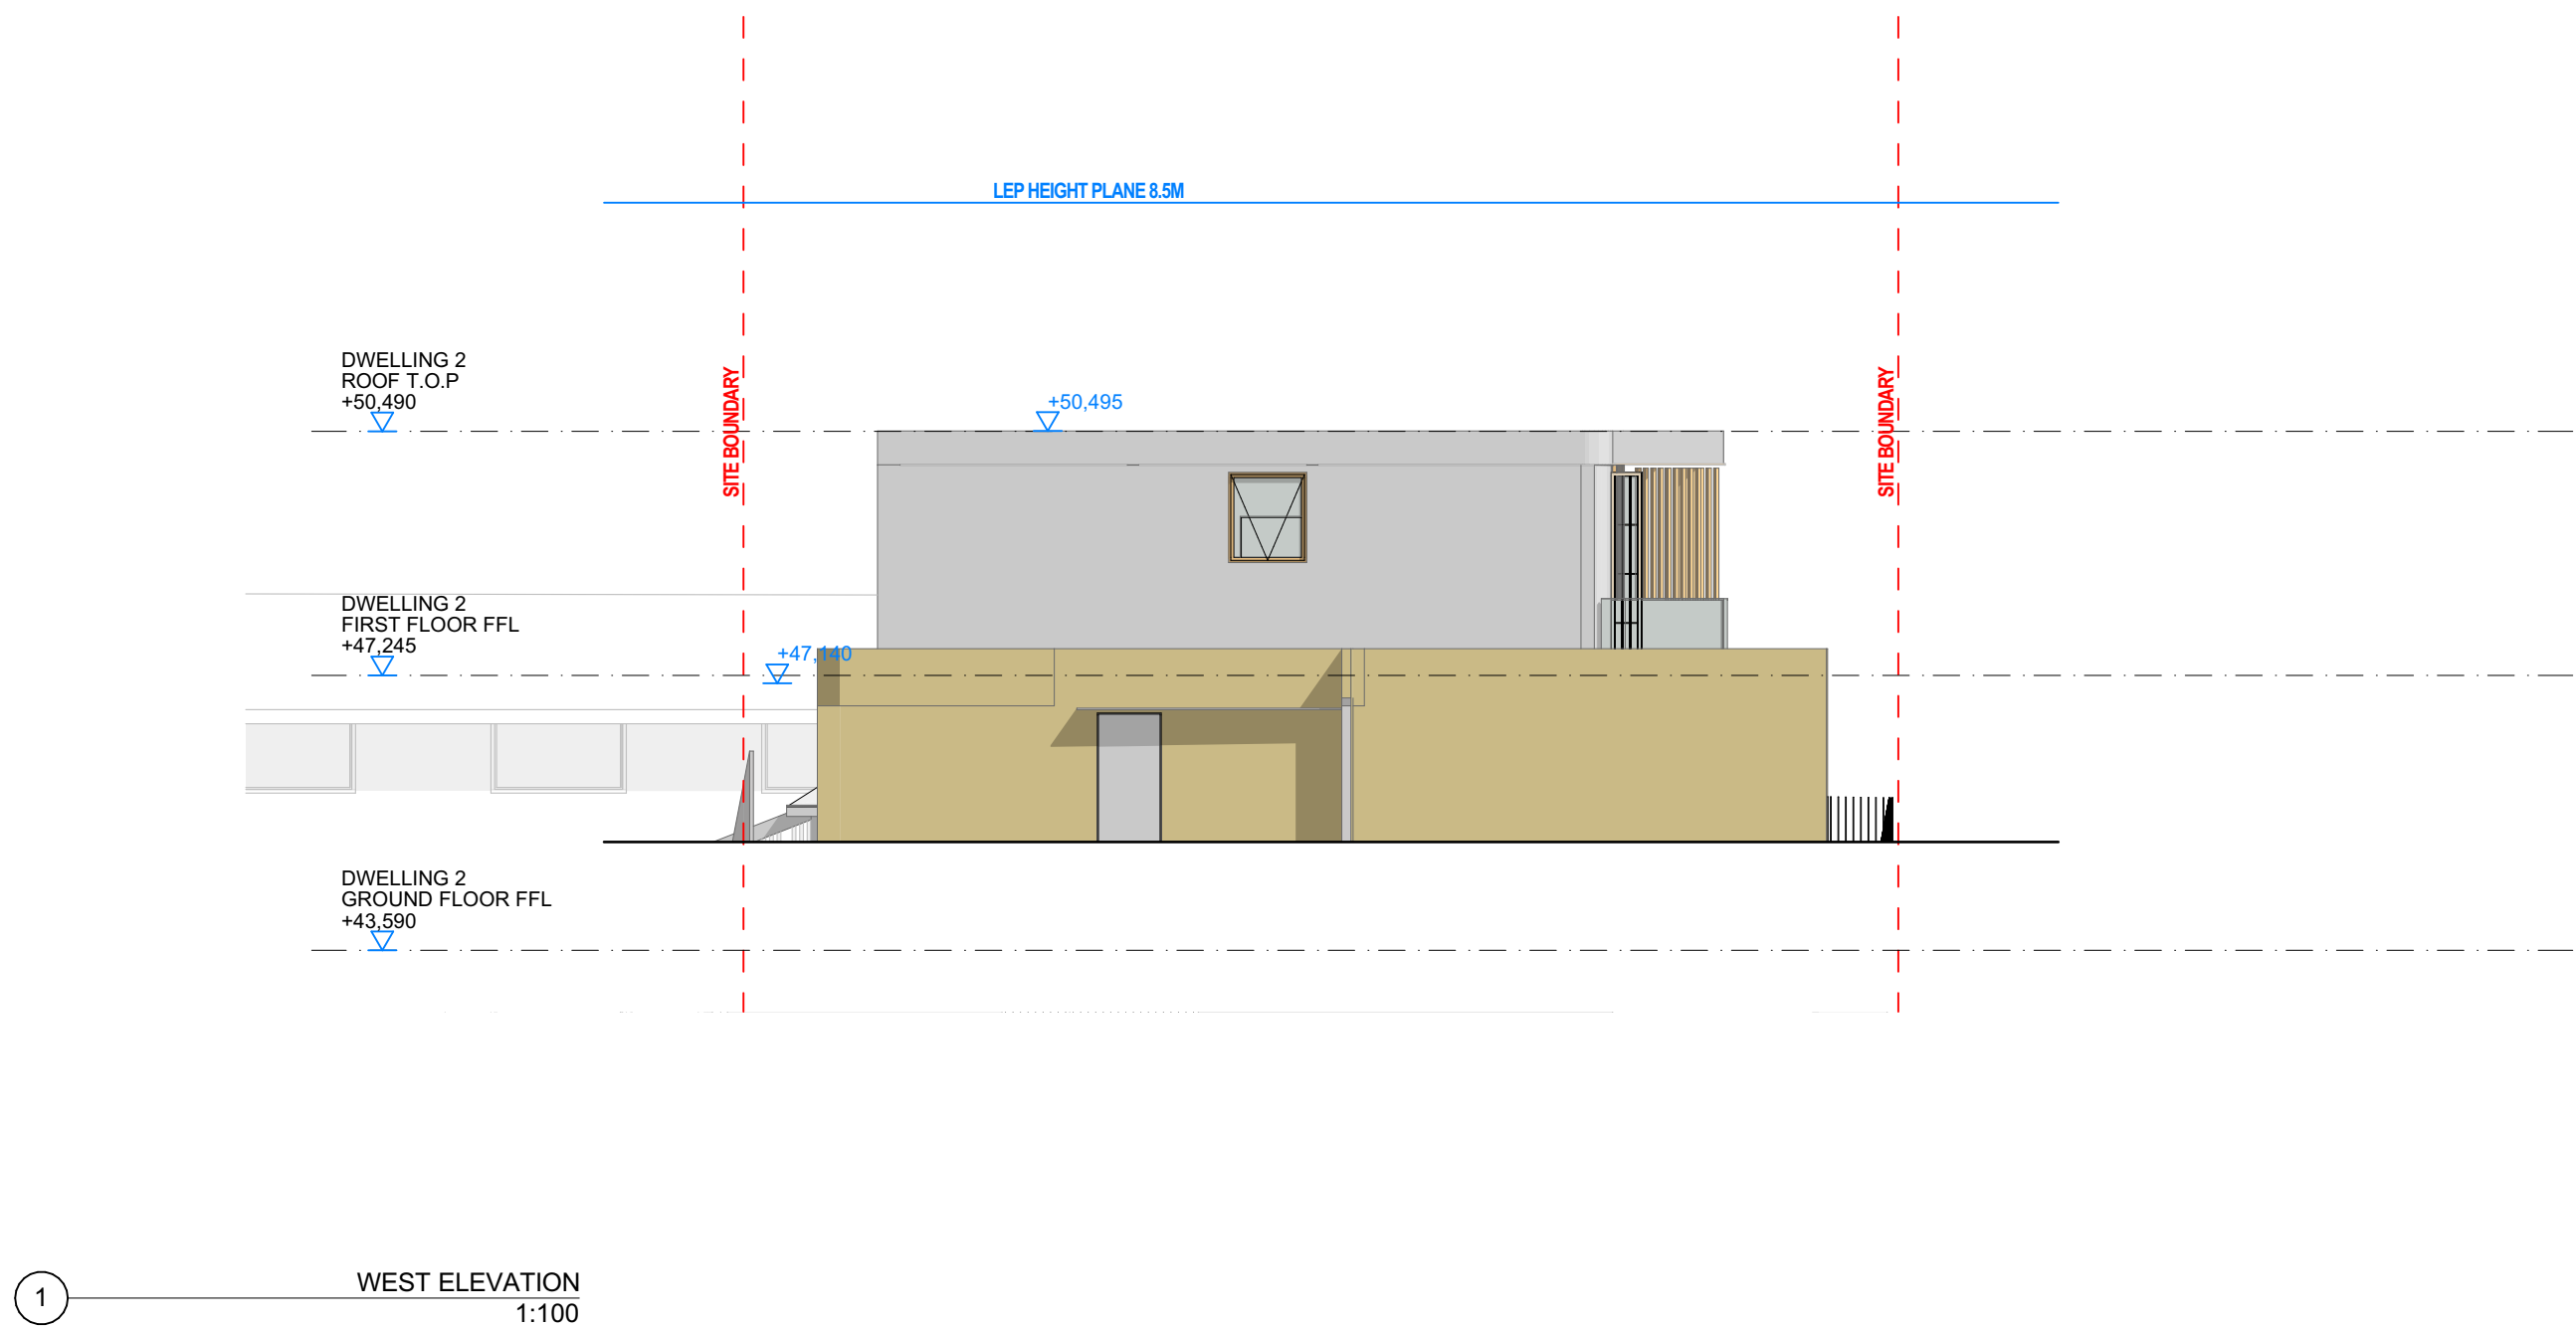 LEP HEIGHT PLANE 8.5M
DWELLING 2
ROOF T.O.P
+50,490
SITE BOUNDARY
+50,495
SITE BOUNDARY
DWELLING 2
FIRST FLOOR FFL
+47,245
+47,140
DWELLING 2
GROUND FLOOR FFL
+43,590
1
WEST ELEVATION
1:100